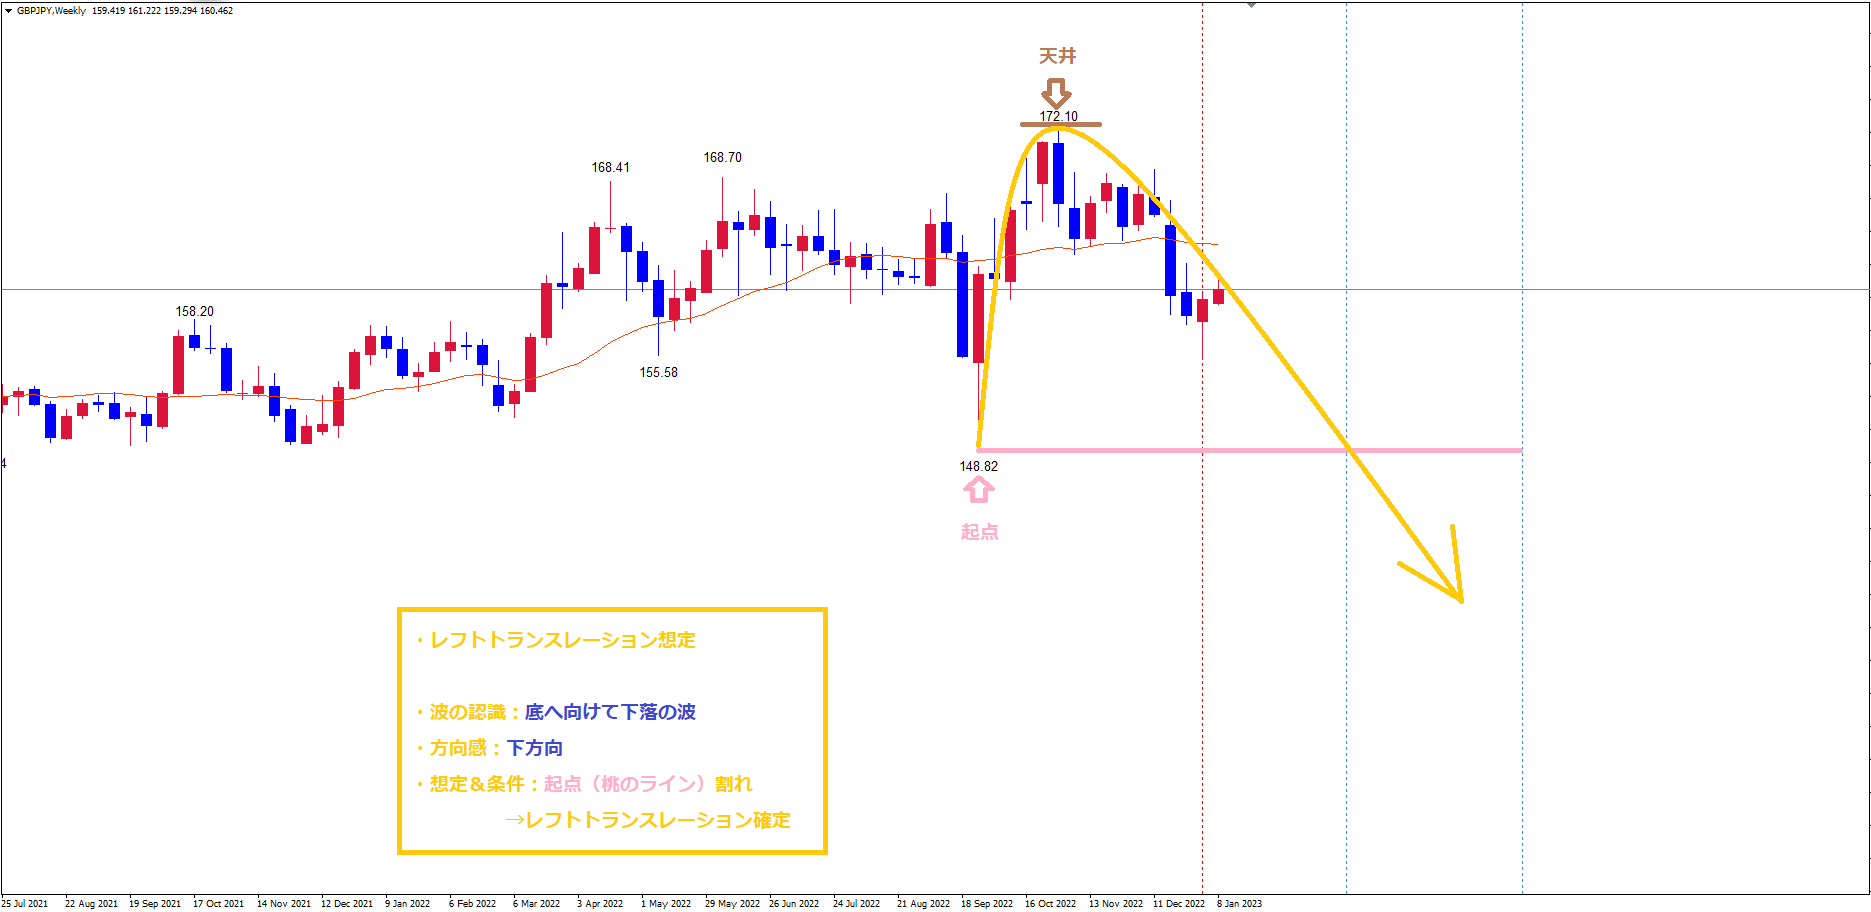 GBPJPY,Weekly 159.419 161.222 159.294 160.462
天井
172.10
168.41
168.70
158.20
155.58
4
148.82
起点
・レフトトランスレーション想定
・波の認識：底へ向けて下落の波
・方向感：下方向
・想定＆条件：起点（桃のライン）割れ
→レフトトランスレーション確定
25 Jul 2021 22 Aug 2021 19 Sep 2021 17 Oct 2021 14 Nov 2021 12 Dec 2021 9 Jan 2022 6 Feb 2022 6 Mar 2022 3 Apr 2022 1 May 2022 29 May 2022 26 Jun 2022 24 Jul 2022 21 Aug 2022 18 Sep 2022 16 Oct 2022 13 Nov 2022 11 Dec 2022 8 Jan 2023